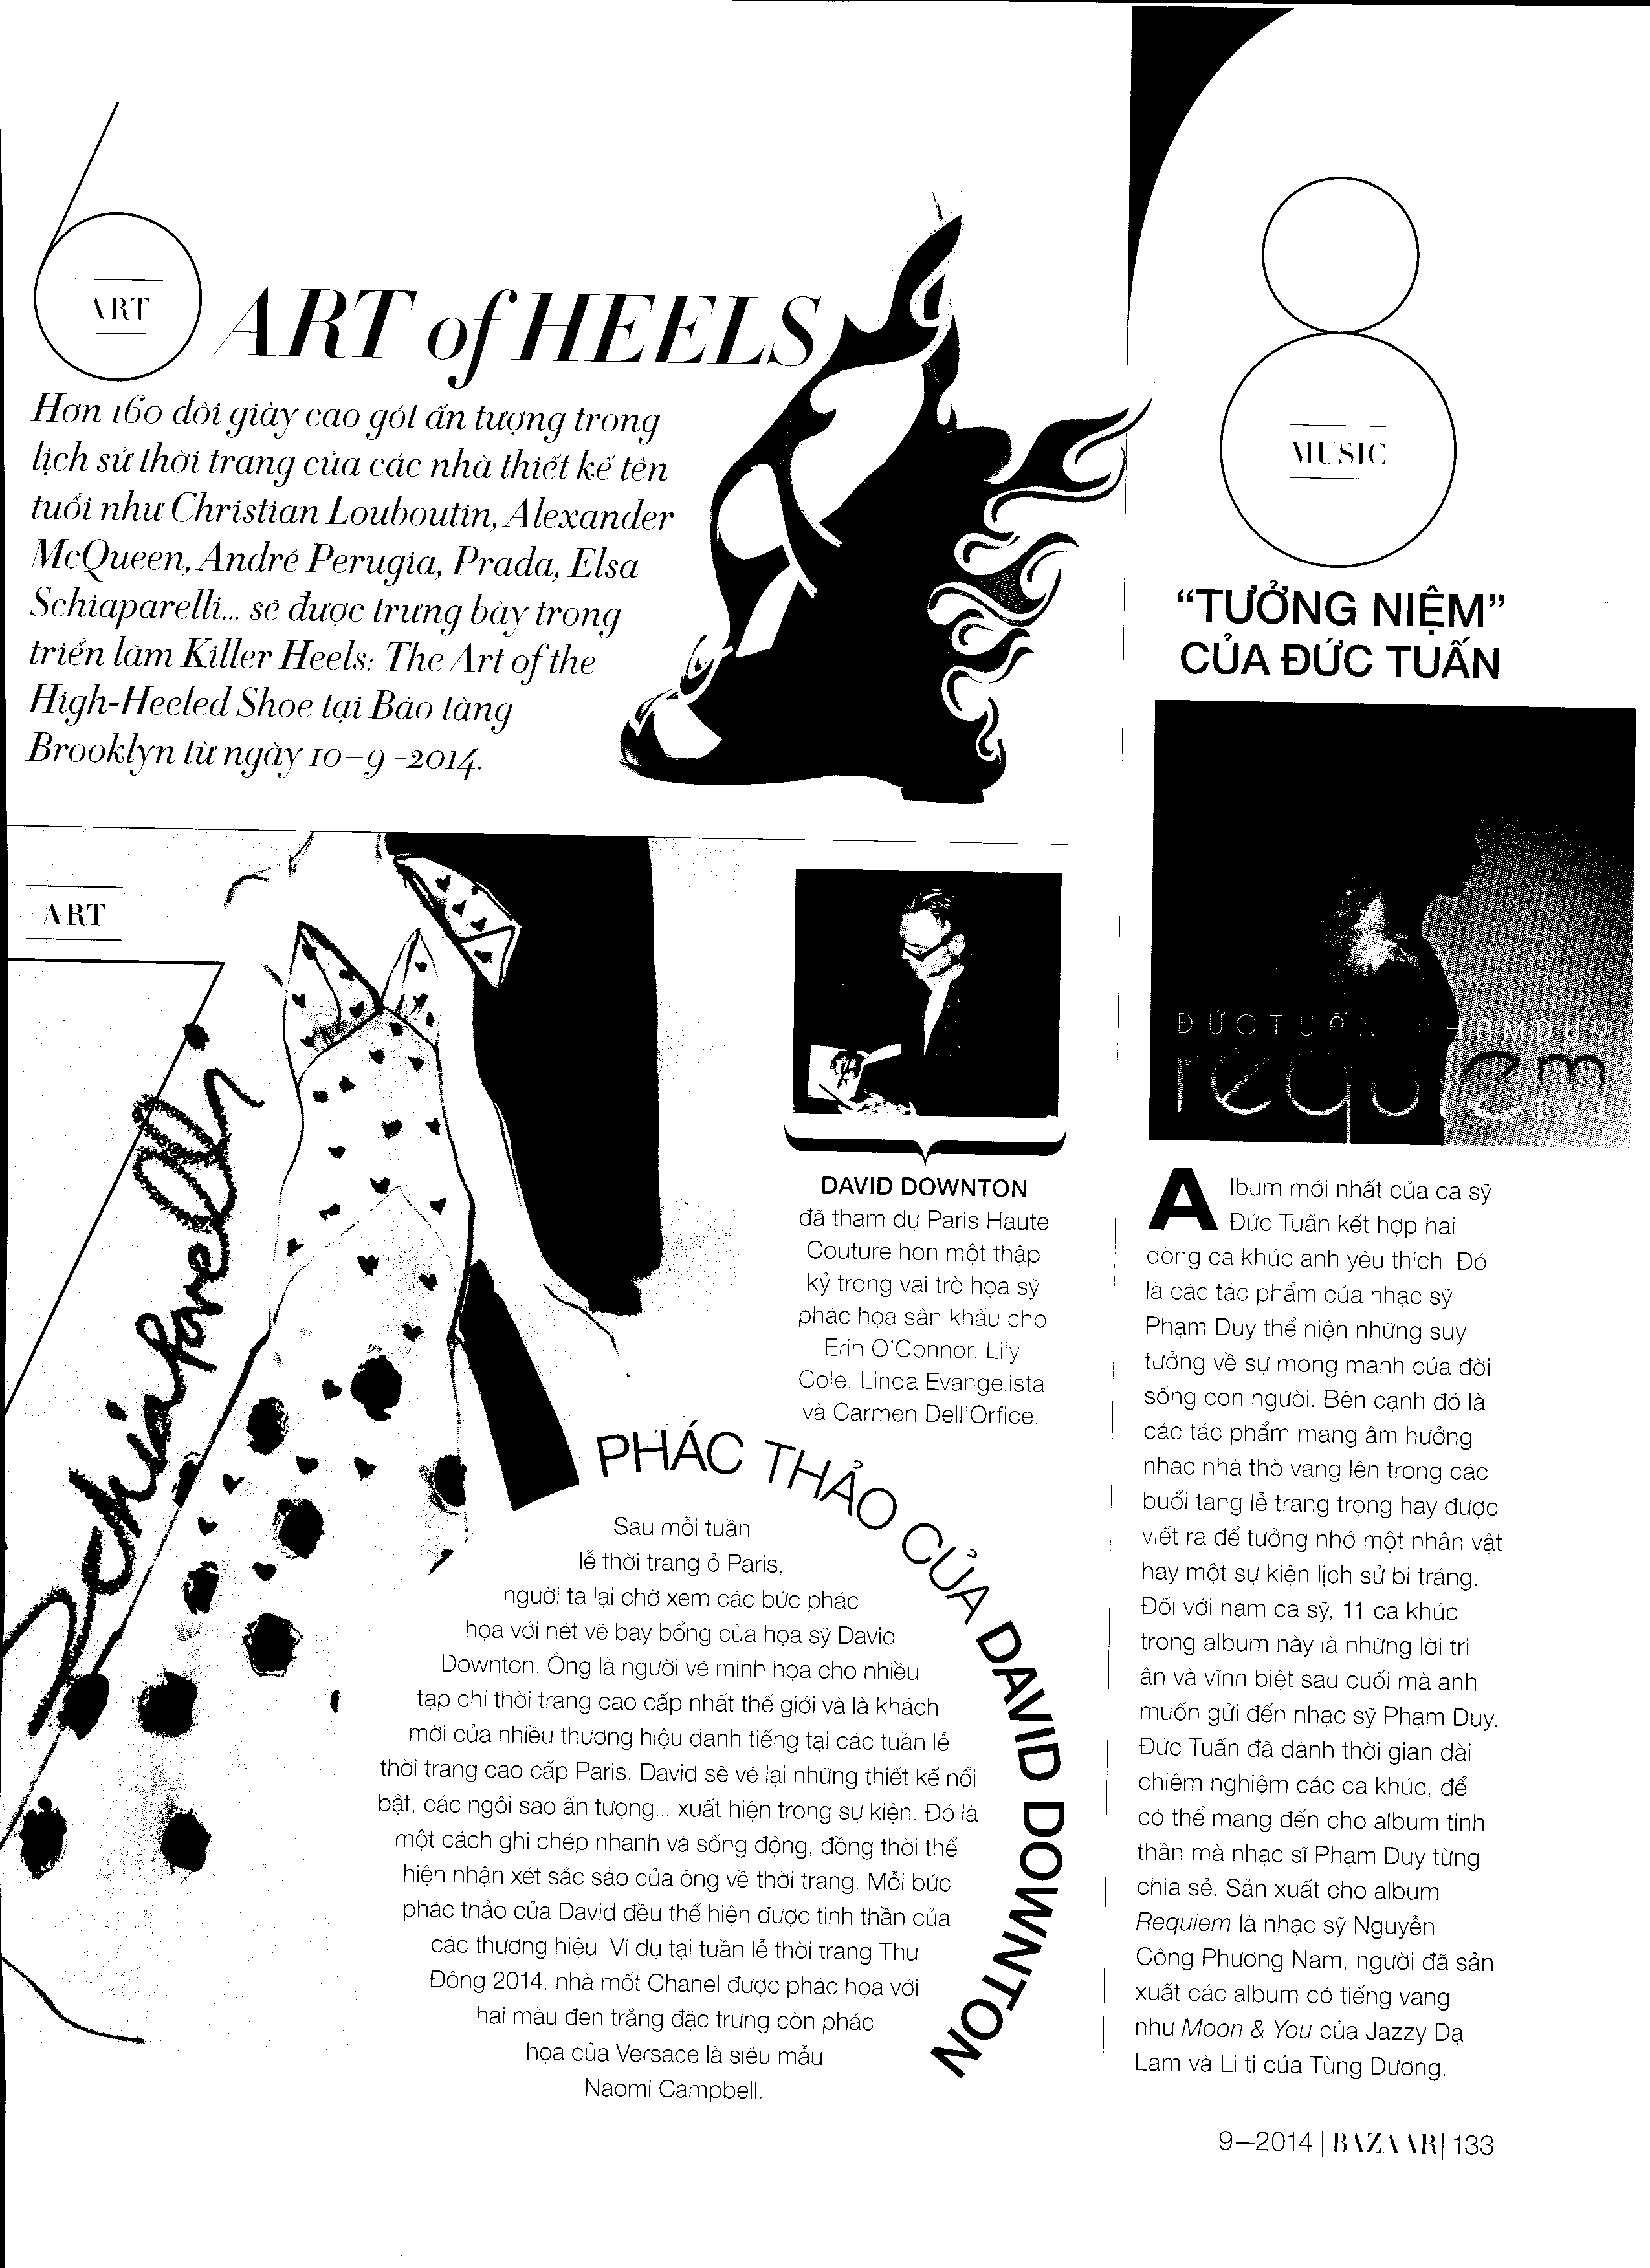 ART
ART of HEELS
Hơn 160 đôi giày cao gót ấn tượng trong
lịch sử thời trang của các nhà thiết kế tên
tuổi như Christian Louboutin, Alexander
McQueen, André Perugia, Prada, Elsa
Schiaparelli... sẽ được trưng bày trong
triển lãm Killer Heels: The Art of the
High-Heeled Shoe tại Bảo tàng
Brooklyn từ ngày 10-9-2014.
ART
Schiaparelli
DAVID DOWNTON
đã tham dự Paris Haute
Couture hơn một thập
kỷ trong vai trò họa sỹ
phác họa sân khấu cho
Erin O'Connor, Lily
Cole, Linda Evangelista
và Carmen Dell'Orfice.
PHÁC THẢO CỦA DAVID DOWNTON
Sau mỗi tuần
lễ thời trang ở Paris,
người ta lại chờ xem các bức phác
họa với nét vẽ bay bổng của họa sỹ David
Downton. Ông là người vẽ minh họa cho nhiều
tạp chí thời trang cao cấp nhất thế giới và là khách
mời của nhiều thương hiệu danh tiếng tại các tuần lễ
thời trang cao cấp Paris. David sẽ vẽ lại những thiết kế nổi
bật, các ngôi sao ấn tượng... xuất hiện trong sự kiện. Đó là
một cách ghi chép nhanh và sống động, đồng thời thể
hiện nhận xét sắc sảo của ông về thời trang. Mỗi bức
phác thảo của David đều thể hiện được tinh thần của
các thương hiệu. Ví dụ tại tuần lễ thời trang Thu
Đông 2014, nhà mốt Chanel được phác họa với
hai màu đen trắng đặc trưng còn phác
họa của Versace là siêu mẫu
Naomi Campbell.
MUSIC
“TƯỞNG NIỆM”
CỦA ĐỨC TUẤN
ĐỨC TUẤN - PHẠM DUY
requiem
Album mới nhất của ca sỹ
Đức Tuấn kết hợp hai
dòng ca khúc anh yêu thích. Đó
là các tác phẩm của nhạc sỹ
Phạm Duy thể hiện những suy
tưởng về sự mong manh của đời
sống con người. Bên cạnh đó là
các tác phẩm mang âm hưởng
nhạc nhà thờ vang lên trong các
buổi tang lễ trang trọng hay được
viết ra để tưởng nhớ một nhân vật
hay một sự kiện lịch sử bi tráng.
Đối với nam ca sỹ, 11 ca khúc
trong album này là những lời tri
ân và vĩnh biệt sau cuối mà anh
muốn gửi đến nhạc sỹ Phạm Duy.
Đức Tuấn đã dành thời gian dài
chiêm nghiệm các ca khúc, để
có thể mang đến cho album tinh
thần mà nhạc sĩ Phạm Duy từng
chia sẻ. Sản xuất cho album
Requiem là nhạc sỹ Nguyễn
Công Phương Nam, người đã sản
xuất các album có tiếng vang
như Moon & You của Jazzy Dạ
Lam và Li ti của Tùng Dương.
9—2014 | BAZAAR | 133